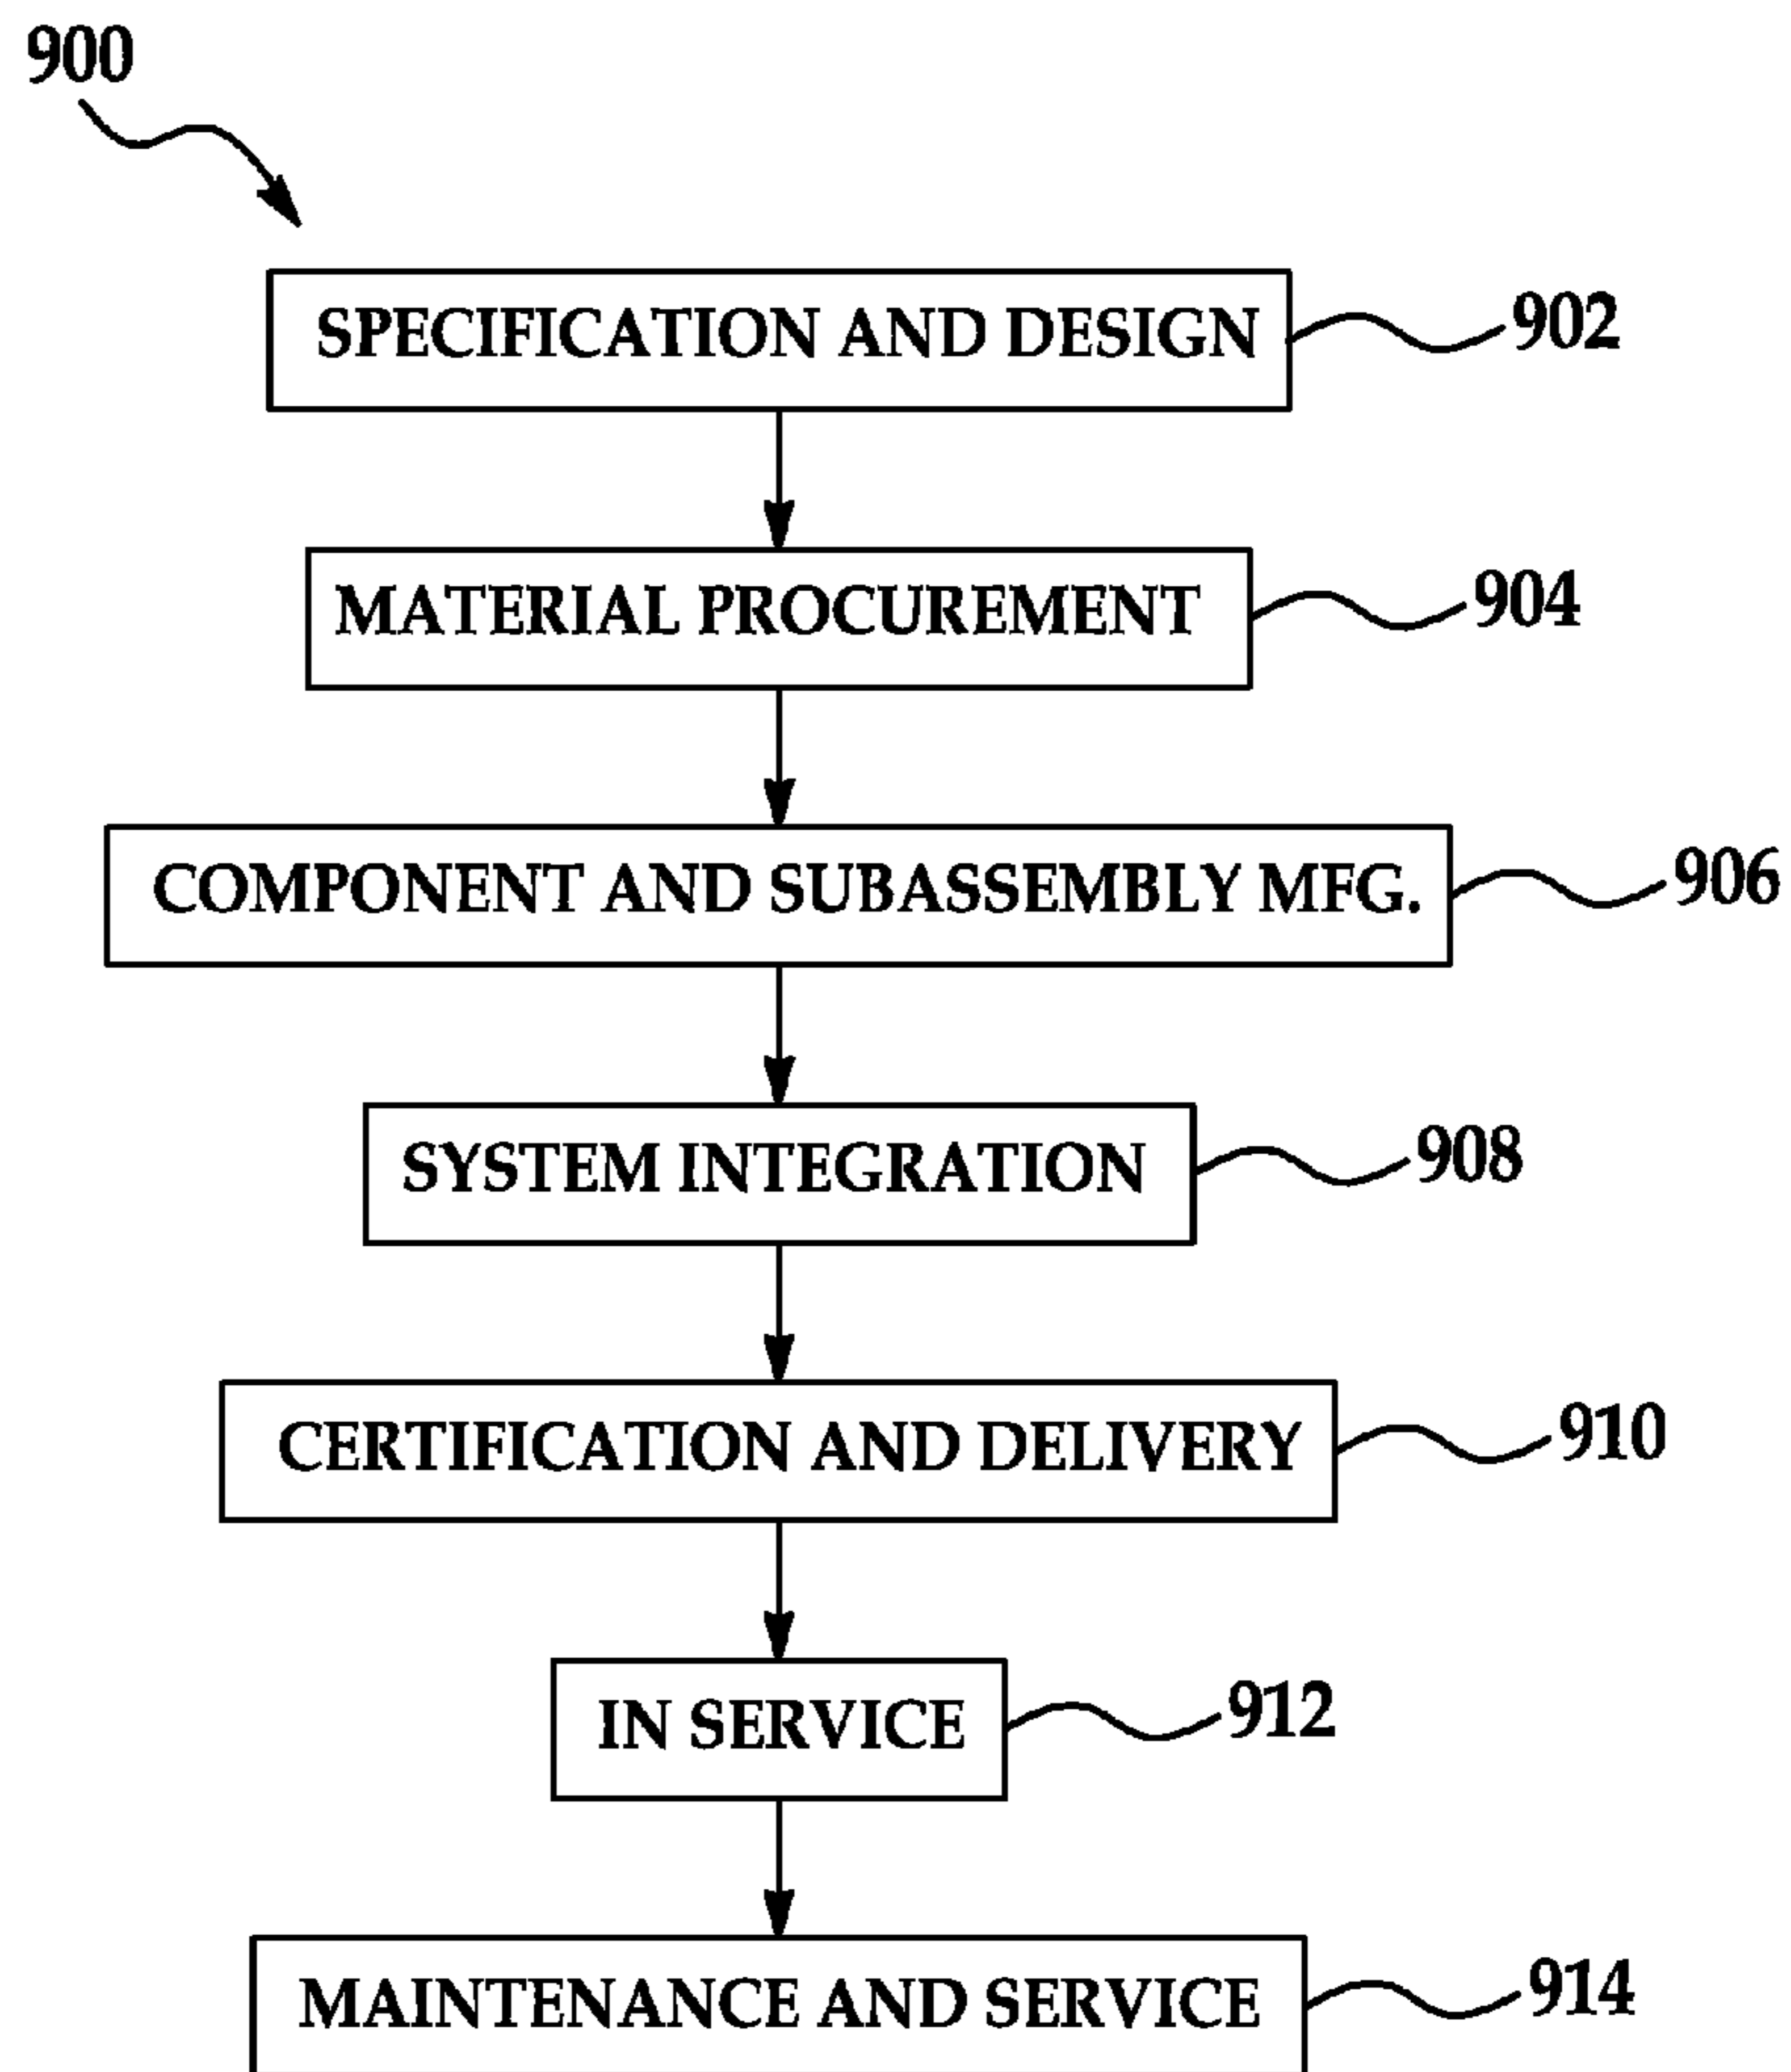 900
SPECIFICATION AND DESIGN 902
MATERIAL PROCUREMENT 904
COMPONENT AND SUBASSEMBLY MFG. 906
SYSTEM INTEGRATION 908
CERTIFICATION AND DELIVERY 910
IN SERVICE 912
MAINTENANCE AND SERVICE 914